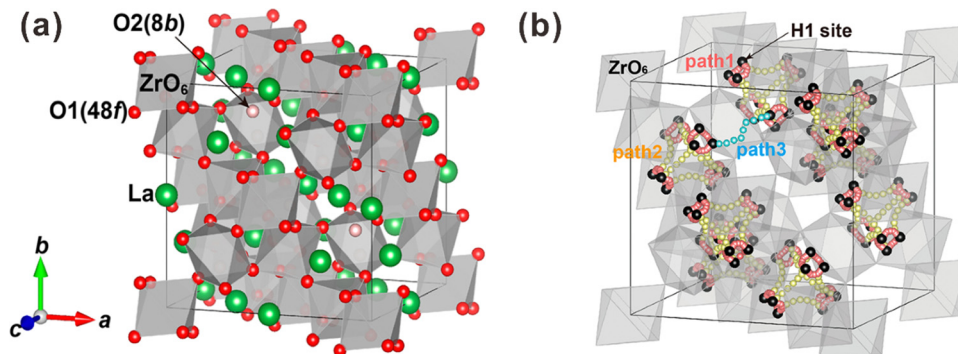 (a)
O2(8b)
ZrO₆
O1(48f)
La
b
c
a
(b)
H1 site
ZrO₆
path1
path2
path3